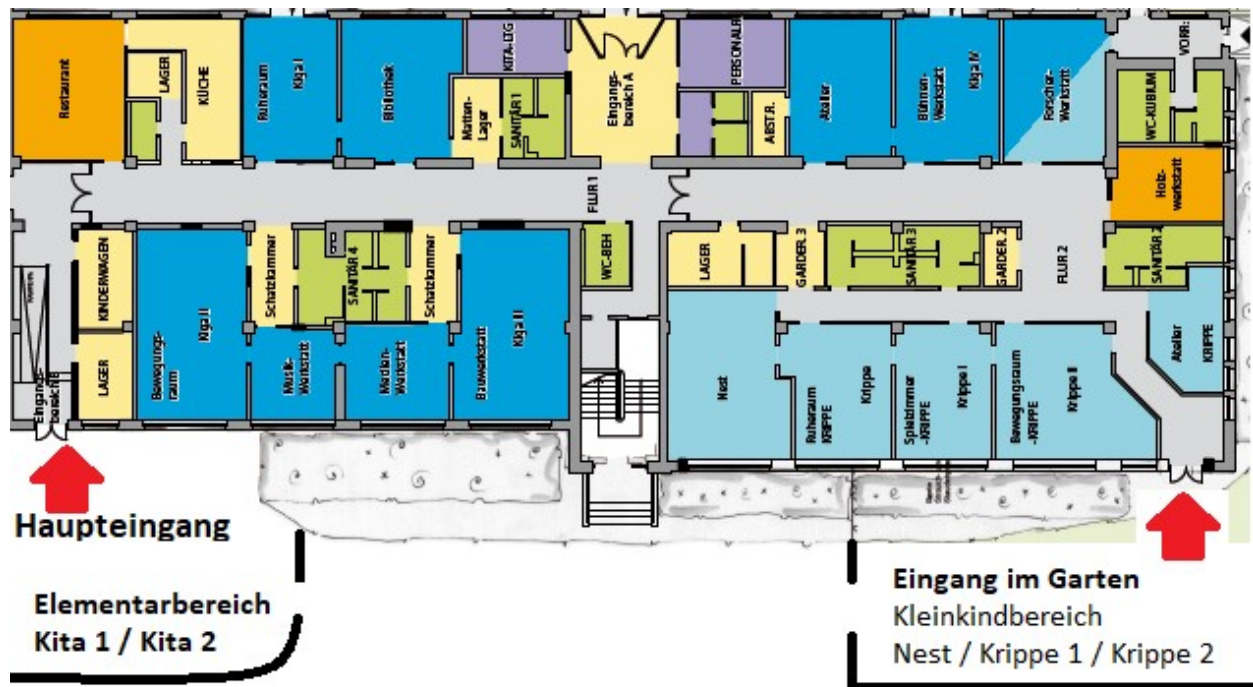 Restaurant
LAGER
KÜCHE
Ruheraum
Kiga I
Bibliothek
KITA-LTG
Matten-
Lager
SANITÄR 1
Eingangs-
bereich A
PERSONALR.
ABST.R.
Atelier
Bühnen-
Werkstatt
Kiga IV
Forscher-
Werkstatt
VORR.
WC-KUBIUM
Holz-
werkstatt
FLUR 1
KINDERWAGEN
LAGER
Eingangs-
bereich B
Bewegungs-
raum
Kiga II
Schatzkammer
SANITÄR 4
Schatzkammer
Musik-
Werkstatt
Medien-
Werkstatt
Bauwerkstatt
Kiga III
WC-BEH
LAGER
GARDER. 3
SANITÄR 3
GARDER. 2
FLUR 2
SANITÄR 2
Nest
Ruheraum
KRIPPE
Krippe
Spielzimmer
-KRIPPE
Krippe I
Bewegungsraum
-KRIPPE
Krippe II
Atelier
KRIPPE
Haupteingang
Elementarbereich
Kita 1 / Kita 2
Eingang im Garten
Kleinkindbereich
Nest / Krippe 1 / Krippe 2